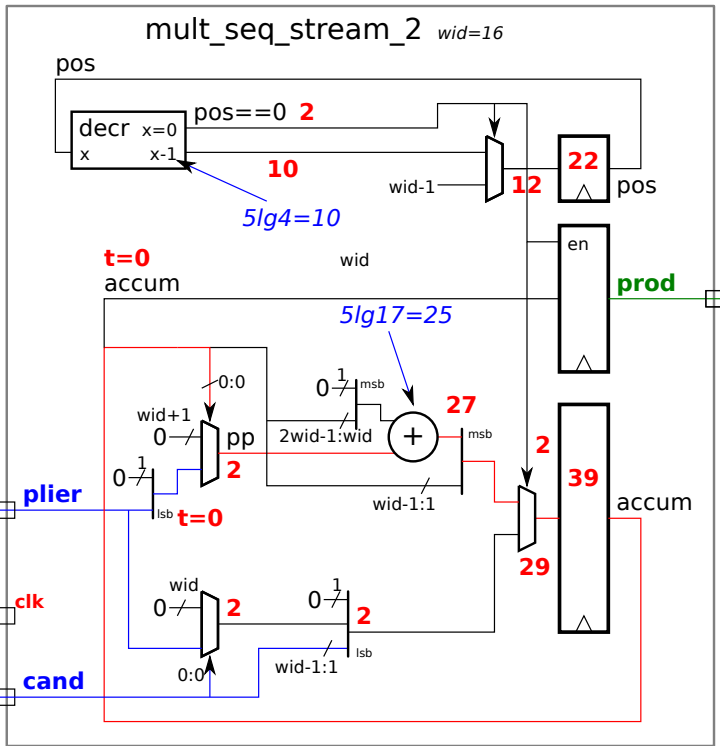 mult_seq_stream_2 wid=16
pos
pos==0 2
decr x=0
x x-1
10
wid-1
12
22
pos
5lg4=10
en
t=0
wid
accum
prod
5lg17=25
0 1 msb
0:0
wid+1
0
pp
2wid-1:wid
+
27
msb
2
0 1
2
39
plier
lsb
t=0
wid-1:1
accum
29
clk
wid
0
2
0 1
2
lsb
wid-1:1
0:0
cand